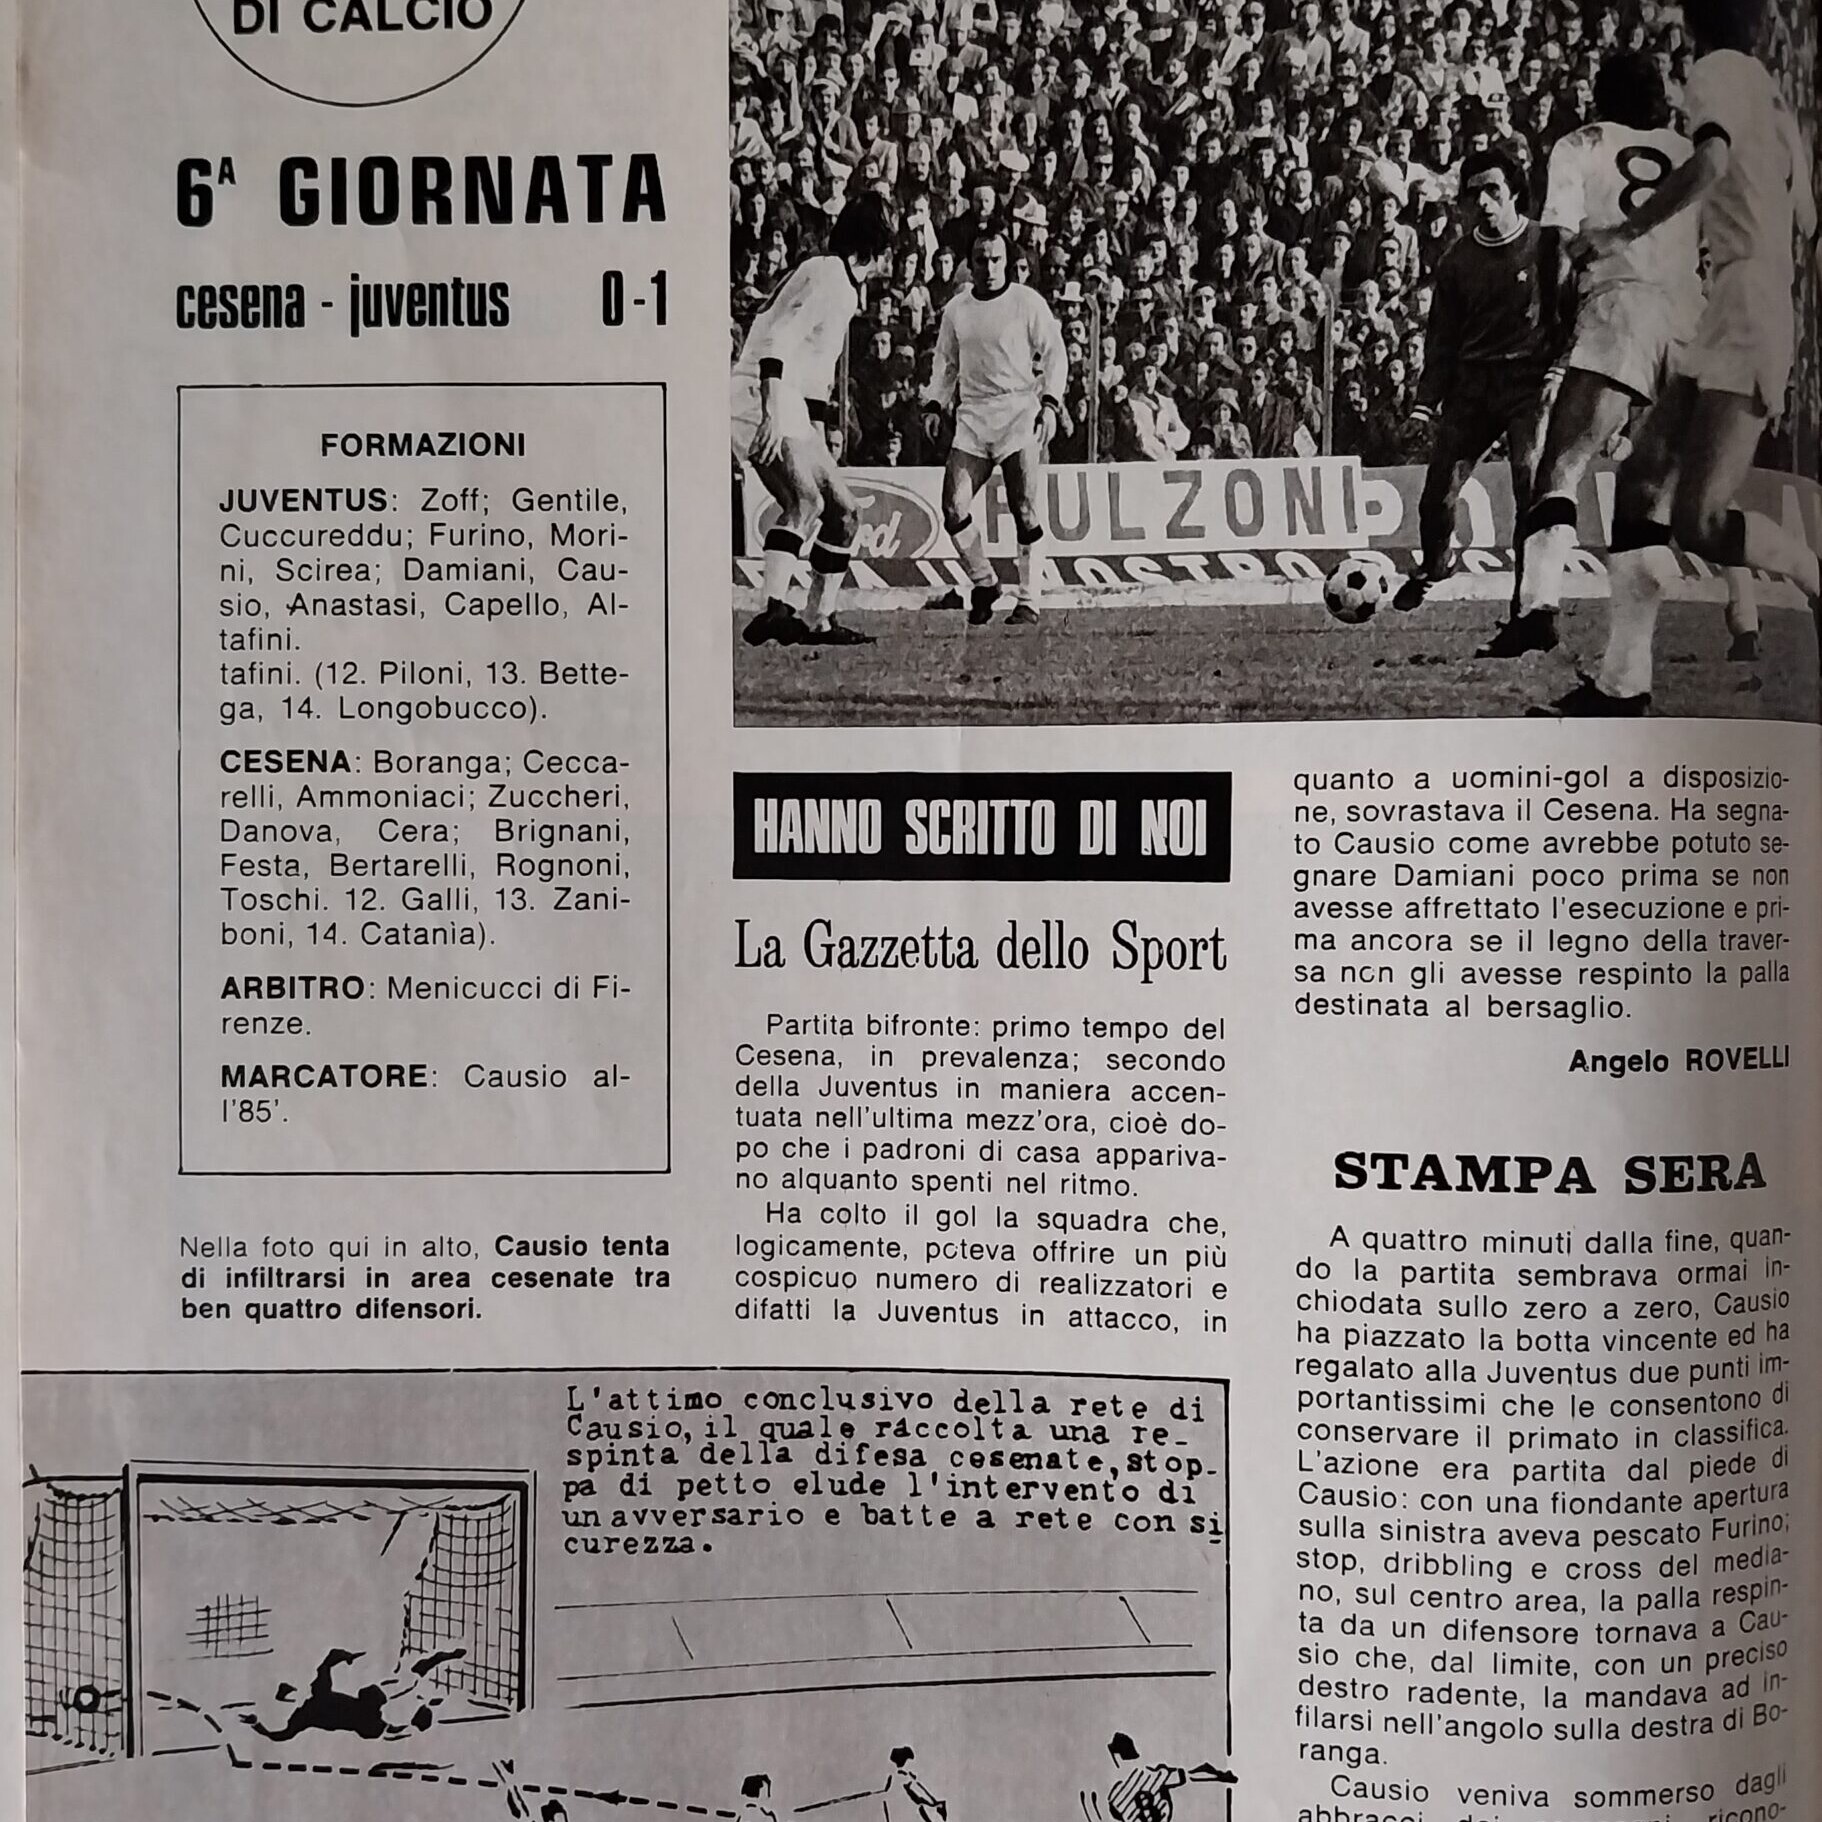 DI CALCIO
6ᴬ GIORNATA
cesena - juventus 0-1
FORMAZIONI
JUVENTUS: Zoff; Gentile,
Cuccureddu; Furino, Mori-
ni, Scirea; Damiani, Cau-
sio, Anastasi, Capello, Al-
tafini.
tafini. (12. Piloni, 13. Bette-
ga, 14. Longobucco).
CESENA: Boranga; Cecca-
relli, Ammoniaci; Zuccheri,
Danova, Cera; Brignani,
Festa, Bertarelli, Rognoni,
Toschi. 12. Galli, 13. Zani-
boni, 14. Catanìa).
ARBITRO: Menicucci di Fi-
renze.
MARCATORE: Causio al-
l'85'.
Nella foto qui in alto, Causio tenta
di infiltrarsi in area cesenate tra
ben quattro difensori.
8
Ford
BULZONI
IL NOSTRO
HANNO SCRITTO DI NOI
La Gazzetta dello Sport
Partita bifronte: primo tempo del
Cesena, in prevalenza; secondo
della Juventus in maniera accen-
tuata nell'ultima mezz'ora, cioè do-
po che i padroni di casa appariva-
no alquanto spenti nel ritmo.
Ha colto il gol la squadra che,
logicamente, pcteva offrire un più
cospicuo numero di realizzatori e
difatti la Juventus in attacco, in
quanto a uomini-gol a disposizio-
ne, sovrastava il Cesena. Ha segna-
to Causio come avrebbe potuto se-
gnare Damiani poco prima se non
avesse affrettato l'esecuzione e pri-
ma ancora se il legno della traver-
sa ncn gli avesse respinto la palla
destinata al bersaglio.
Angelo ROVELLI
STAMPA SERA
A quattro minuti dalla fine, quan-
do la partita sembrava ormai in-
chiodata sullo zero a zero, Causio
ha piazzato la botta vincente ed ha
regalato alla Juventus due punti im-
portantissimi che le consentono di
conservare il primato in classifica.
L'azione era partita dal piede di
Causio: con una fiondante apertura
sulla sinistra aveva pescato Furino;
stop, dribbling e cross del media-
no, sul centro area, la palla respin-
ta da un difensore tornava a Cau-
sio che, dal limite, con un preciso
destro radente, la mandava ad in-
filarsi nell'angolo sulla destra di Bo-
ranga.
Causio veniva sommerso dagli
abbracci ricono-
L'attimo conclusivo della rete di
Causio, il quale raccolta una re_
spinta della difesa cesenate, stop_
pa di petto elude l'intervento di
un avversario e batte a rete con si
curezza.
8